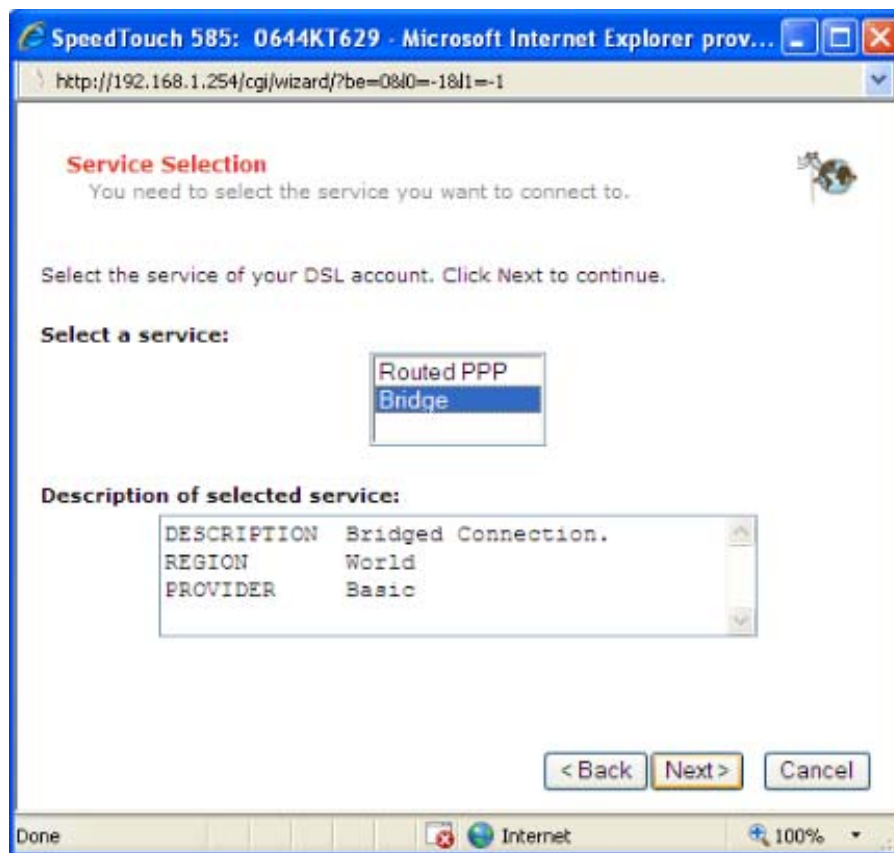 SpeedTouch 585: 0644KT629 - Microsoft Internet Explorer prov...
http://192.168.1.254/cgi/wizard/?be=0&l0=-1&l1=-1
Service Selection
You need to select the service you want to connect to.
Select the service of your DSL account. Click Next to continue.
Select a service:
Routed PPP
Bridge
Description of selected service:
DESCRIPTION Bridged Connection.
REGION World
PROVIDER Basic
< Back Next > Cancel
Done Internet 100%